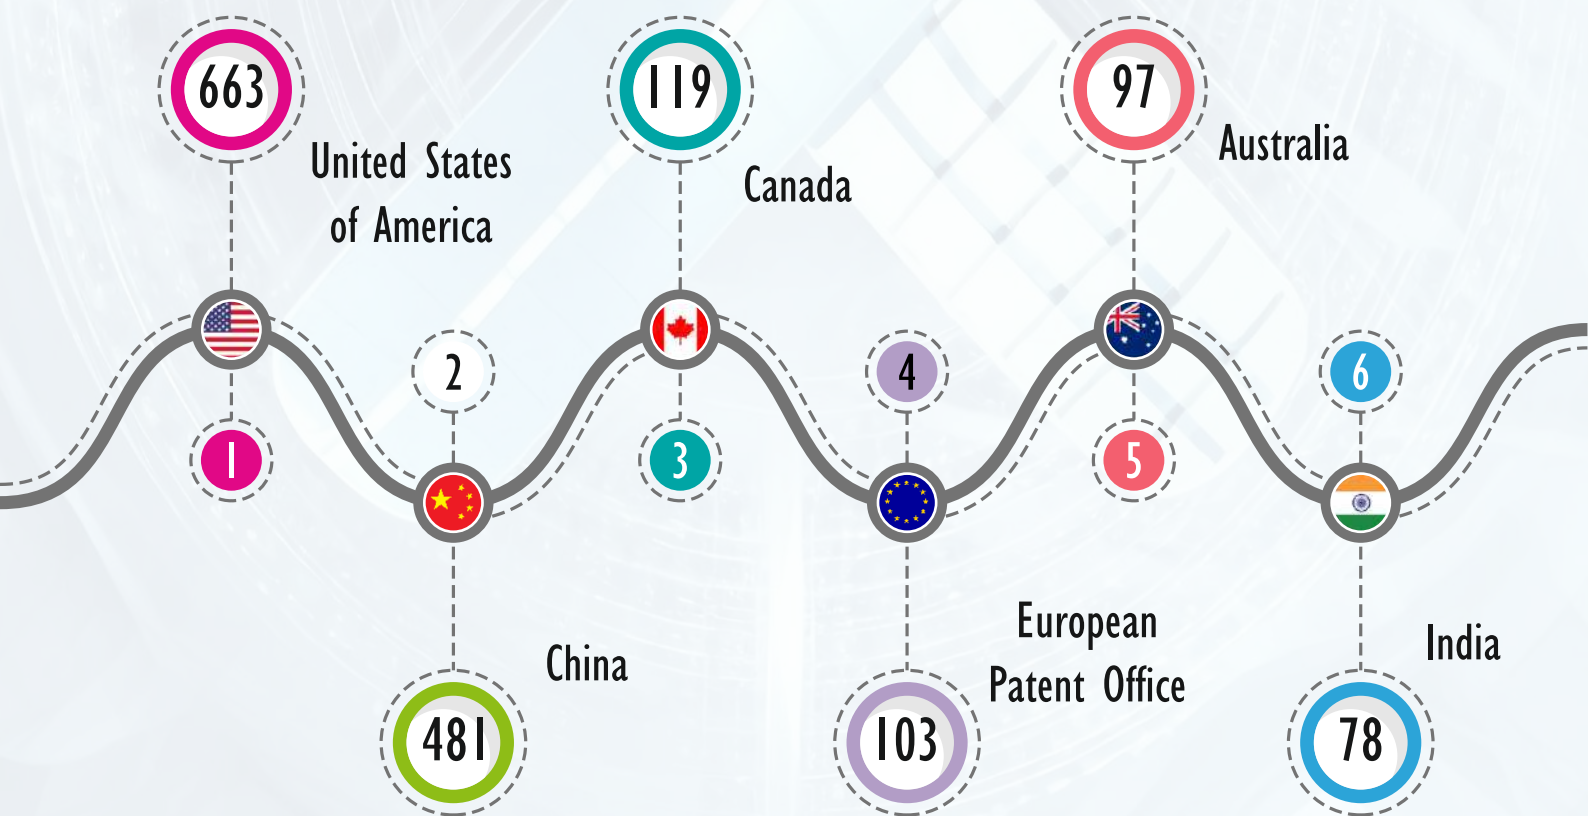 663
United States
of America
1
2
China
481
119
Canada
3
4
European
Patent Office
103
97
Australia
5
6
India
78